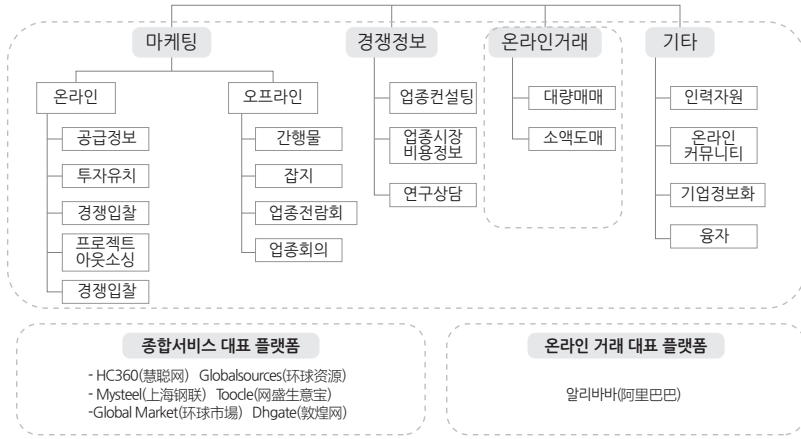 마케팅
경쟁정보
온라인거래
기타
온라인
오프라인
공급정보
투자유치
경쟁입찰
프로젝트
아웃소싱
경쟁입찰
간행물
잡지
업종전람회
업종회의
업종컨설팅
업종시장
비용정보
연구상담
대량매매
소액도매
인력자원
온라인
커뮤니티
기업정보화
융자
종합서비스 대표 플랫폼
- HC360(慧聪网) Globalsources(环球资源)
- Mysteel(上海钢联) Toocle(网盛生意宝)
-Global Market(环球市場) Dhgate(敦煌网)
온라인 거래 대표 플랫폼
알리바바(阿里巴巴)